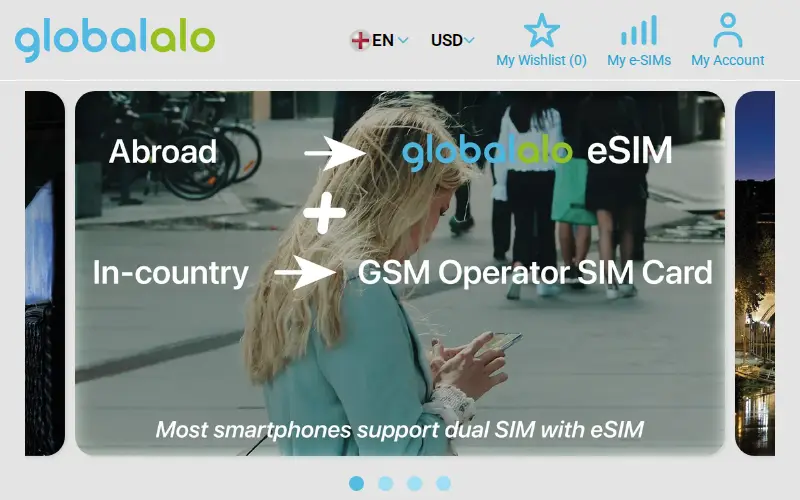 globalalo
EN
USD
My Wishlist (0)
My e-SIMs
My Account
Abroad
globalalo eSIM
In-country
GSM Operator SIM Card
Most smartphones support dual SIM with eSIM